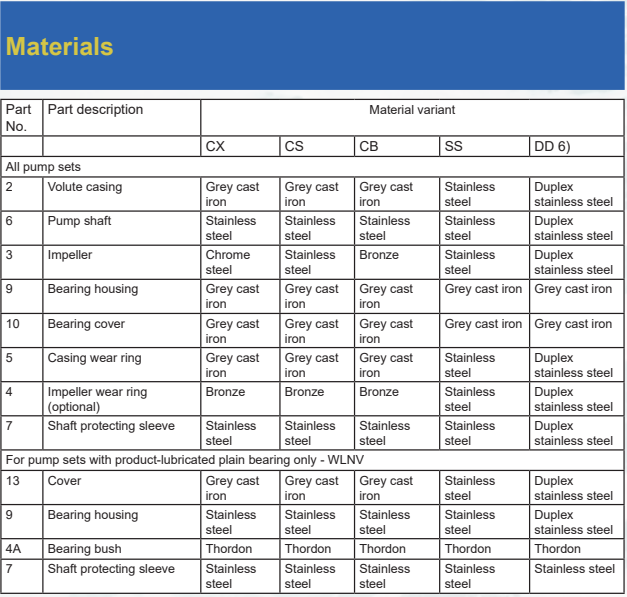 Materials
Part No. Part description Material variant
CX CS CB SS DD 6)
All pump sets
2 Volute casing Grey cast iron Grey cast iron Grey cast iron Stainless steel Duplex stainless steel
6 Pump shaft Stainless steel Stainless steel Stainless steel Stainless steel Duplex stainless steel
3 Impeller Chrome steel Stainless steel Bronze Stainless steel Duplex stainless steel
9 Bearing housing Grey cast iron Grey cast iron Grey cast iron Grey cast iron Grey cast iron
10 Bearing cover Grey cast iron Grey cast iron Grey cast iron Grey cast iron Grey cast iron
5 Casing wear ring Grey cast iron Grey cast iron Grey cast iron Stainless steel Duplex stainless steel
4 Impeller wear ring (optional) Bronze Bronze Bronze Stainless steel Duplex stainless steel
7 Shaft protecting sleeve Stainless steel Stainless steel Stainless steel Stainless steel Duplex stainless steel
For pump sets with product-lubricated plain bearing only - WLNV
13 Cover Grey cast iron Grey cast iron Grey cast iron Stainless steel Duplex stainless steel
9 Bearing housing Stainless steel Stainless steel Stainless steel Stainless steel Duplex stainless steel
4A Bearing bush Thordon Thordon Thordon Thordon Thordon
7 Shaft protecting sleeve Stainless steel Stainless steel Stainless steel Stainless steel Stainless steel